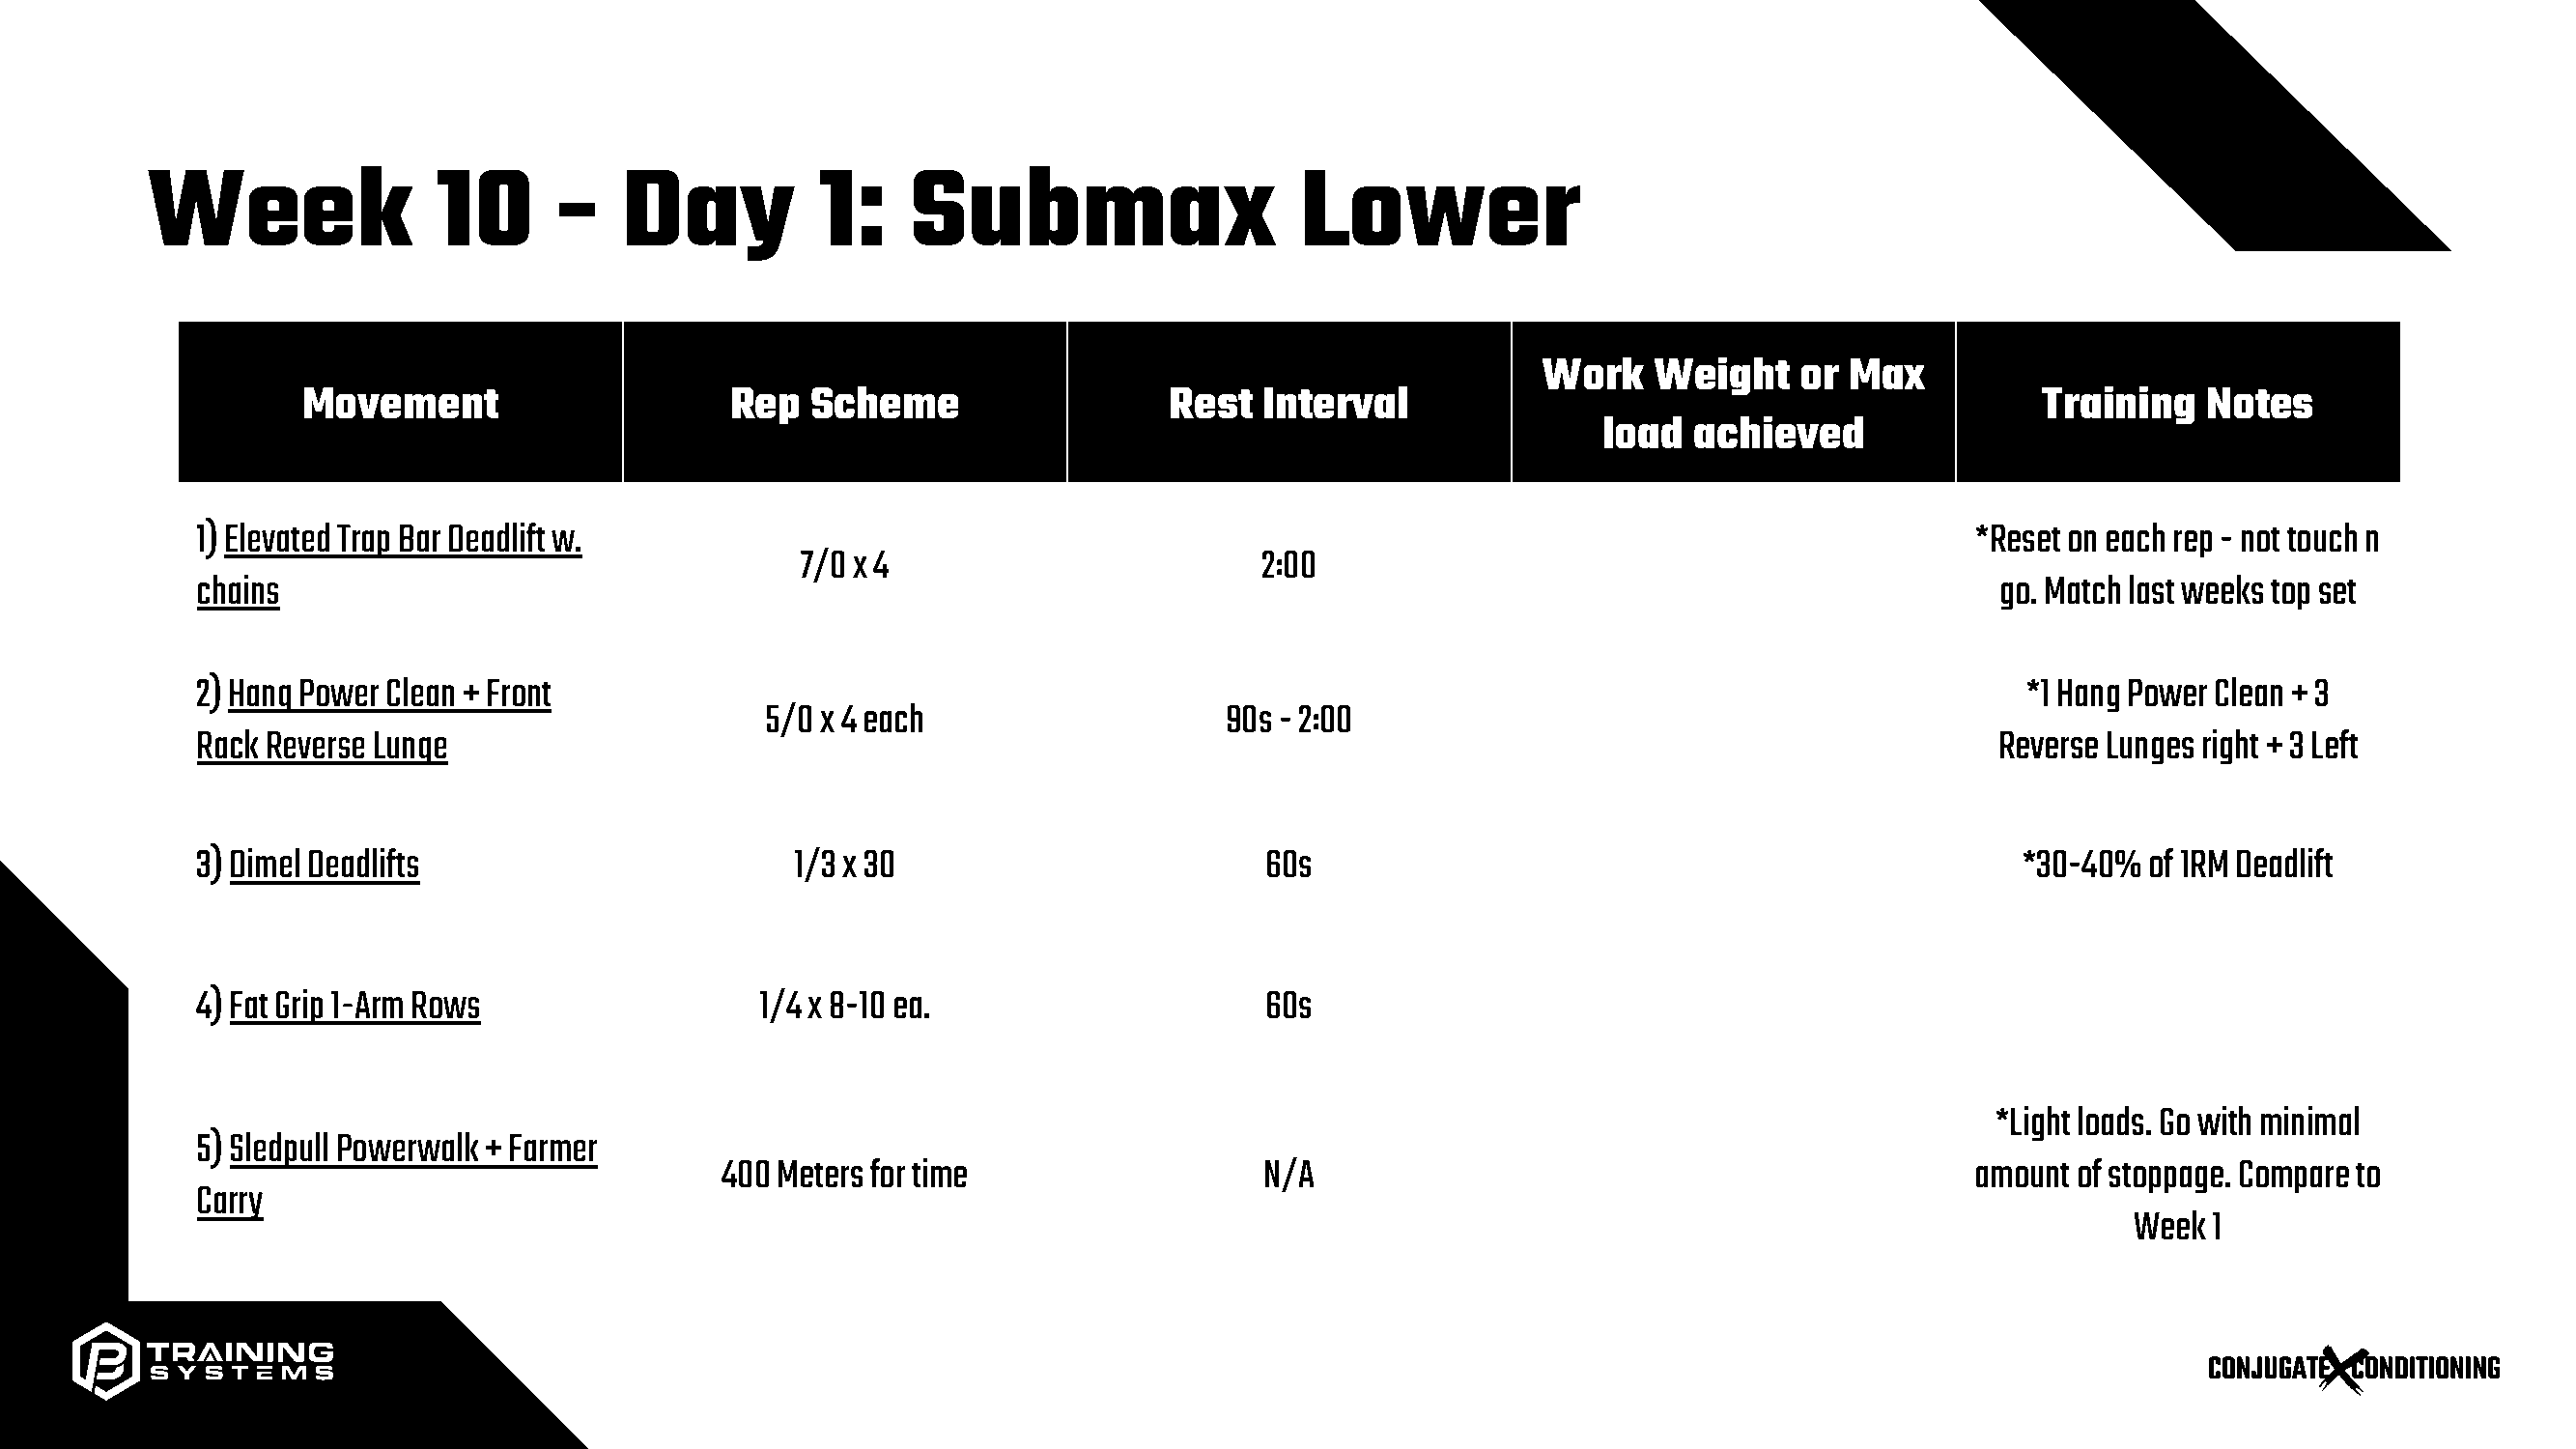 Week 10 - Day 1: Submax Lower
Movement
Rep Scheme
Rest Interval
Work Weight or Max
load achieved
Training Notes
1) Elevated Trap Bar Deadlift w.
chains
7/0 x 4
2:00
*Reset on each rep - not touch n
go. Match last weeks top set
2) Hang Power Clean + Front
Rack Reverse Lunge
5/0 x 4 each
90s - 2:00
*1 Hang Power Clean + 3
Reverse Lunges right + 3 Left
3) Dimel Deadlifts
1/3 x 30
60s
*30-40% of 1RM Deadlift
4) Fat Grip 1-Arm Rows
1/4 x 8-10 ea.
60s
5) Sledpull Powerwalk + Farmer
Carry
400 Meters for time
N/A
*Light loads. Go with minimal
amount of stoppage. Compare to
Week 1
TRAINING
SYSTEMS
CONJUGATE X CONDITIONING